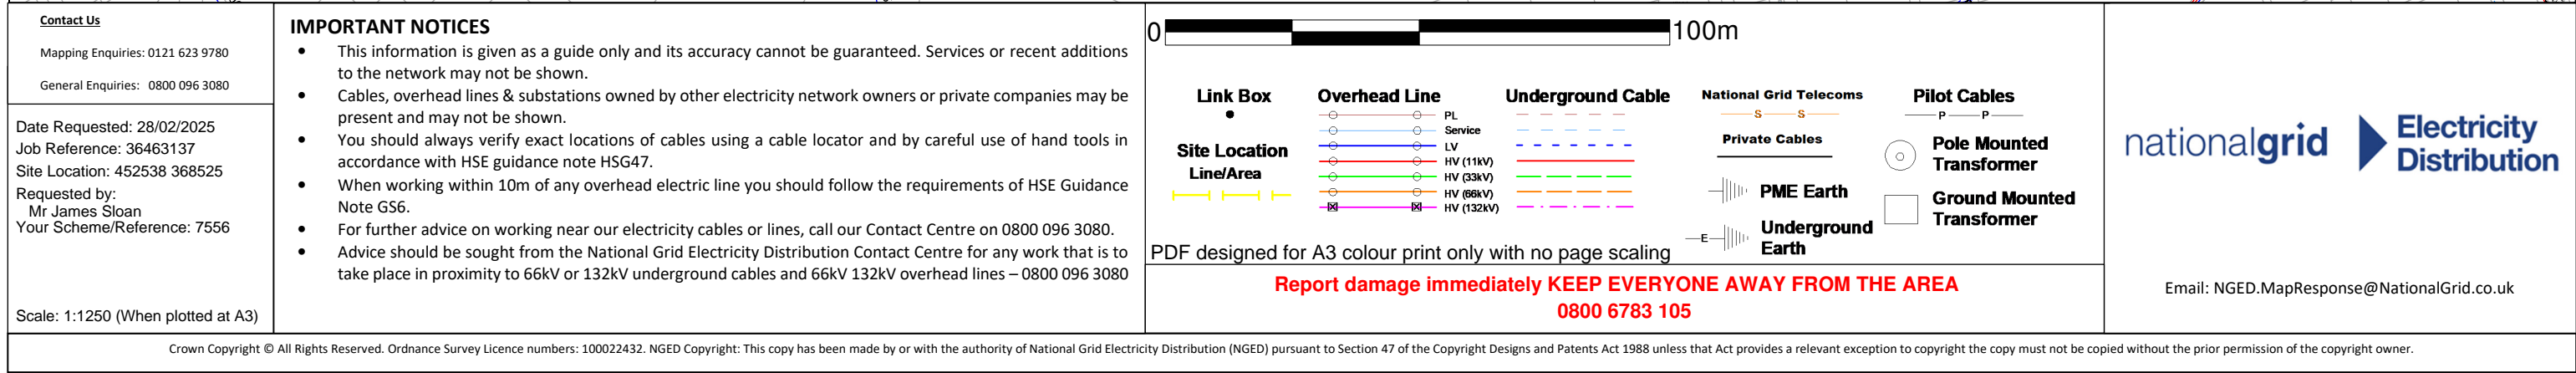 Contact Us
Mapping Enquiries: 0121 623 9780
General Enquiries: 0800 096 3080
Date Requested: 28/02/2025
Job Reference: 36463137
Site Location: 452538 368525
Requested by:
Mr James Sloan
Your Scheme/Reference: 7556
Scale: 1:1250 (When plotted at A3)
IMPORTANT NOTICES
• This information is given as a guide only and its accuracy cannot be guaranteed. Services or recent additions
to the network may not be shown.
• Cables, overhead lines & substations owned by other electricity network owners or private companies may be
present and may not be shown.
• You should always verify exact locations of cables using a cable locator and by careful use of hand tools in
accordance with HSE guidance note HSG47.
• When working within 10m of any overhead electric line you should follow the requirements of HSE Guidance
Note GS6.
• For further advice on working near our electricity cables or lines, call our Contact Centre on 0800 096 3080.
• Advice should be sought from the National Grid Electricity Distribution Contact Centre for any work that is to
take place in proximity to 66kV or 132kV underground cables and 66kV 132kV overhead lines – 0800 096 3080
0 100m
Link Box
Site Location
Line/Area
Overhead Line
PL
Service
LV
HV (11kV)
HV (33kV)
HV (66kV)
HV (132kV)
Underground Cable
National Grid Telecoms
S S
Private Cables
PME Earth
E
Underground
Earth
Pilot Cables
P P
Pole Mounted
Transformer
Ground Mounted
Transformer
PDF designed for A3 colour print only with no page scaling
Report damage immediately KEEP EVERYONE AWAY FROM THE AREA
0800 6783 105
nationalgrid
Electricity
Distribution
Email: NGED.MapResponse@NationalGrid.co.uk
Crown Copyright © All Rights Reserved. Ordnance Survey Licence numbers: 100022432. NGED Copyright: This copy has been made by or with the authority of National Grid Electricity Distribution (NGED) pursuant to Section 47 of the Copyright Designs and Patents Act 1988 unless that Act provides a relevant exception to copyright the copy must not be copied without the prior permission of the copyright owner.